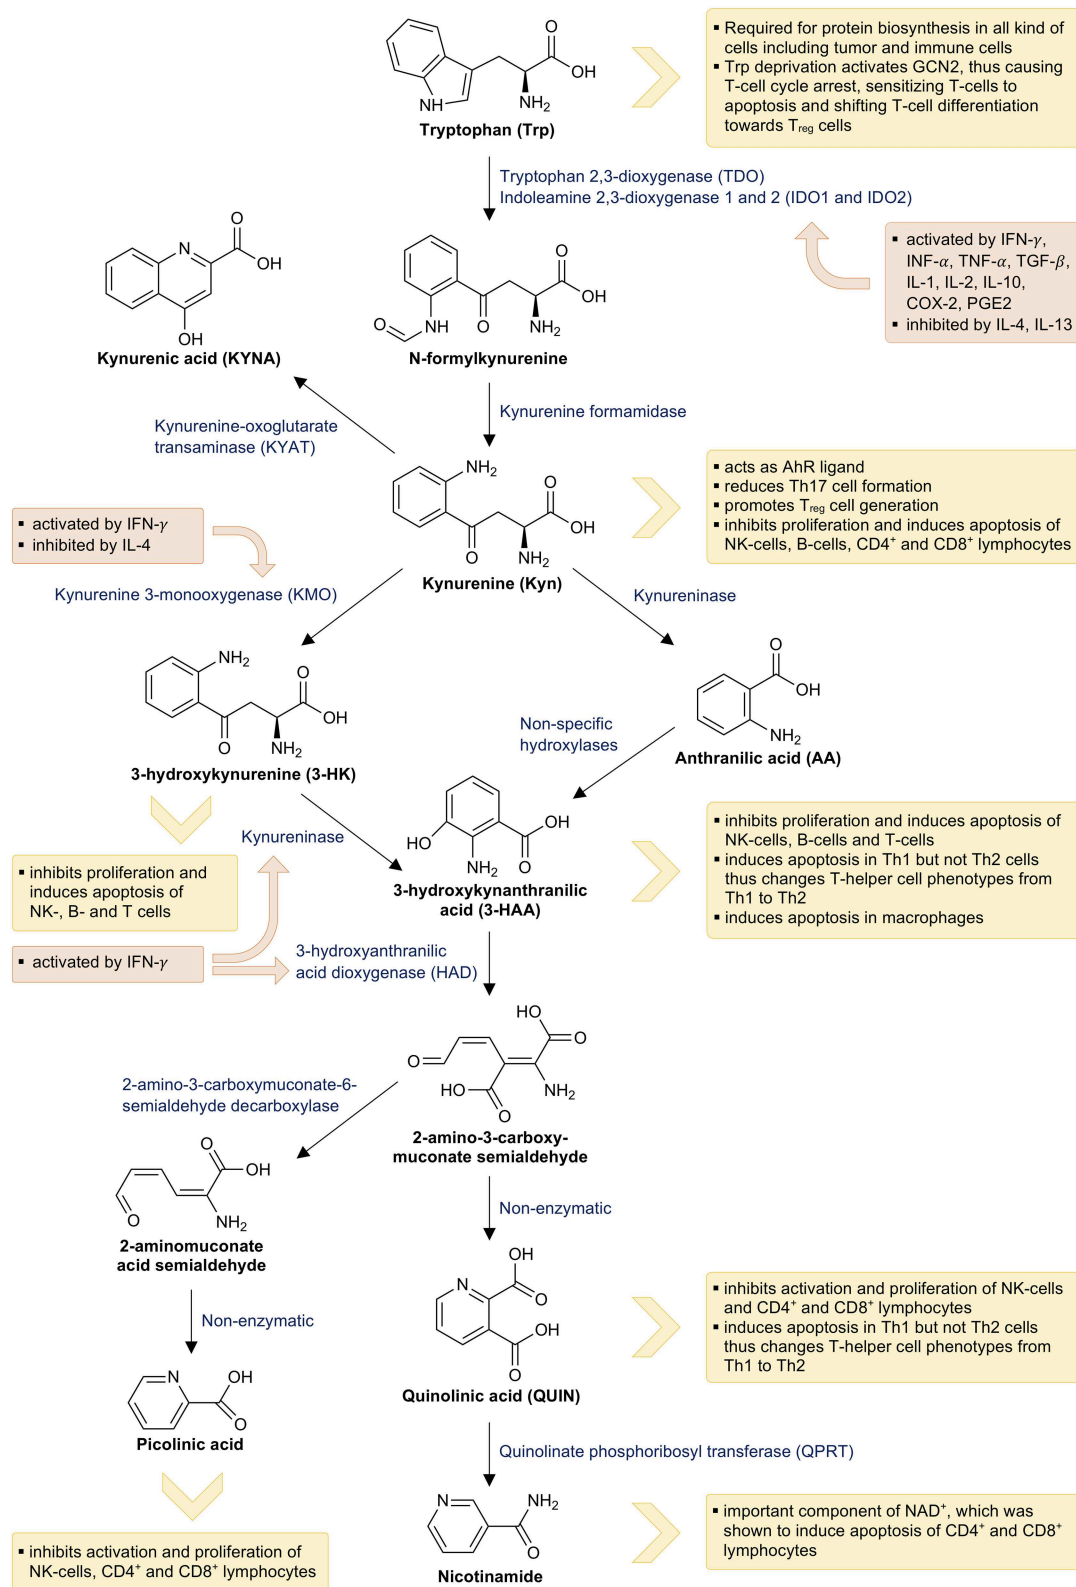 O
OH
NH
NH₂
Tryptophan (Trp)
▪ Required for protein biosynthesis in all kind of
cells including tumor and immune cells
▪ Trp deprivation activates GCN2, thus causing
T-cell cycle arrest, sensitizing T-cells to
apoptosis and shifting T-cell differentiation
towards Treg cells
Tryptophan 2,3-dioxygenase (TDO)
Indoleamine 2,3-dioxygenase 1 and 2 (IDO1 and IDO2)
▪ activated by IFN-γ,
INF-α, TNF-α, TGF-β,
IL-1, IL-2, IL-10,
COX-2, PGE2
▪ inhibited by IL-4, IL-13
O
N
OH
OH
Kynurenic acid (KYNA)
O
OH
O
NH
O
NH₂
N-formylkynurenine
Kynurenine-oxoglutarate
transaminase (KYAT)
Kynurenine formamidase
NH₂
O
OH
O
NH₂
Kynurenine (Kyn)
▪ acts as AhR ligand
▪ reduces Th17 cell formation
▪ promotes Treg cell generation
▪ inhibits proliferation and induces apoptosis of
NK-cells, B-cells, CD4⁺ and CD8⁺ lymphocytes
▪ activated by IFN-γ
▪ inhibited by IL-4
Kynurenine 3-monooxygenase (KMO)
Kynureninase
NH₂
O
OH
O
NH₂
3-hydroxykynurenine (3-HK)
O
OH
NH₂
Anthranilic acid (AA)
Non-specific
hydroxylases
Kynureninase
HO
OH
NH₂
O
3-hydroxykynanthranilic
acid (3-HAA)
▪ inhibits proliferation and induces apoptosis of
NK-cells, B-cells and T-cells
▪ induces apoptosis in Th1 but not Th2 cells
thus changes T-helper cell phenotypes from
Th1 to Th2
▪ induces apoptosis in macrophages
▪ inhibits proliferation and
induces apoptosis of
NK-, B- and T cells
▪ activated by IFN-γ
3-hydroxyanthranilic
acid dioxygenase (HAD)
HO
O
O
HO
NH₂
O
2-amino-3-carboxy-
muconate semialdehyde
2-amino-3-carboxymuconate-6-
semialdehyde decarboxylase
O
OH
O
NH₂
2-aminomuconate
acid semialdehyde
Non-enzymatic
Non-enzymatic
OH
N
O
OH
O
Quinolinic acid (QUIN)
▪ inhibits activation and proliferation of NK-cells
and CD4⁺ and CD8⁺ lymphocytes
▪ induces apoptosis in Th1 but not Th2 cells
thus changes T-helper cell phenotypes from
Th1 to Th2
N
OH
O
Picolinic acid
Quinolinate phosphoribosyl transferase (QPRT)
N
NH₂
O
Nicotinamide
▪ important component of NAD⁺, which was
shown to induce apoptosis of CD4⁺ and CD8⁺
lymphocytes
▪ inhibits activation and proliferation of
NK-cells, CD4⁺ and CD8⁺ lymphocytes